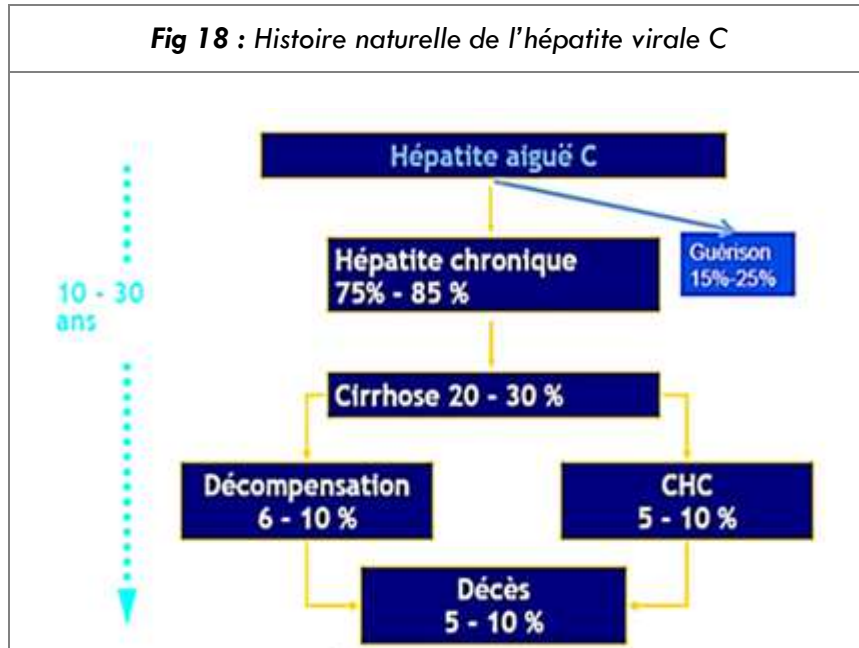 Fig 18 : Histoire naturelle de l'hépatite virale C
Hépatite aiguë C
Guérison
15%-25%
Hépatite chronique
75% - 85 %
10 - 30
ans
Cirrhose 20 - 30 %
Décompensation
6 - 10 %
CHC
5 - 10 %
Décès
5 - 10 %